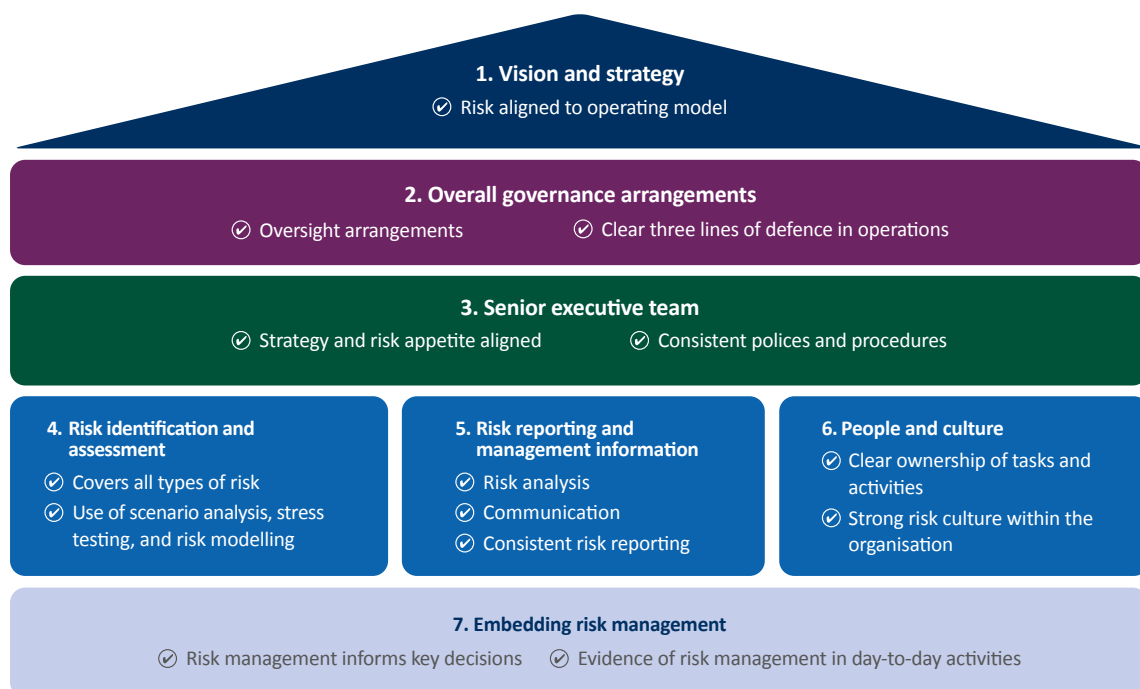 1. Vision and strategy
Risk aligned to operating model
2. Overall governance arrangements
Oversight arrangements
Clear three lines of defence in operations
3. Senior executive team
Strategy and risk appetite aligned
Consistent polices and procedures
4. Risk identification and
assessment
Covers all types of risk
Use of scenario analysis, stress
testing, and risk modelling
5. Risk reporting and
management information
Risk analysis
Communication
Consistent risk reporting
6. People and culture
Clear ownership of tasks and
activities
Strong risk culture within the
organisation
7. Embedding risk management
Risk management informs key decisions
Evidence of risk management in day-to-day activities